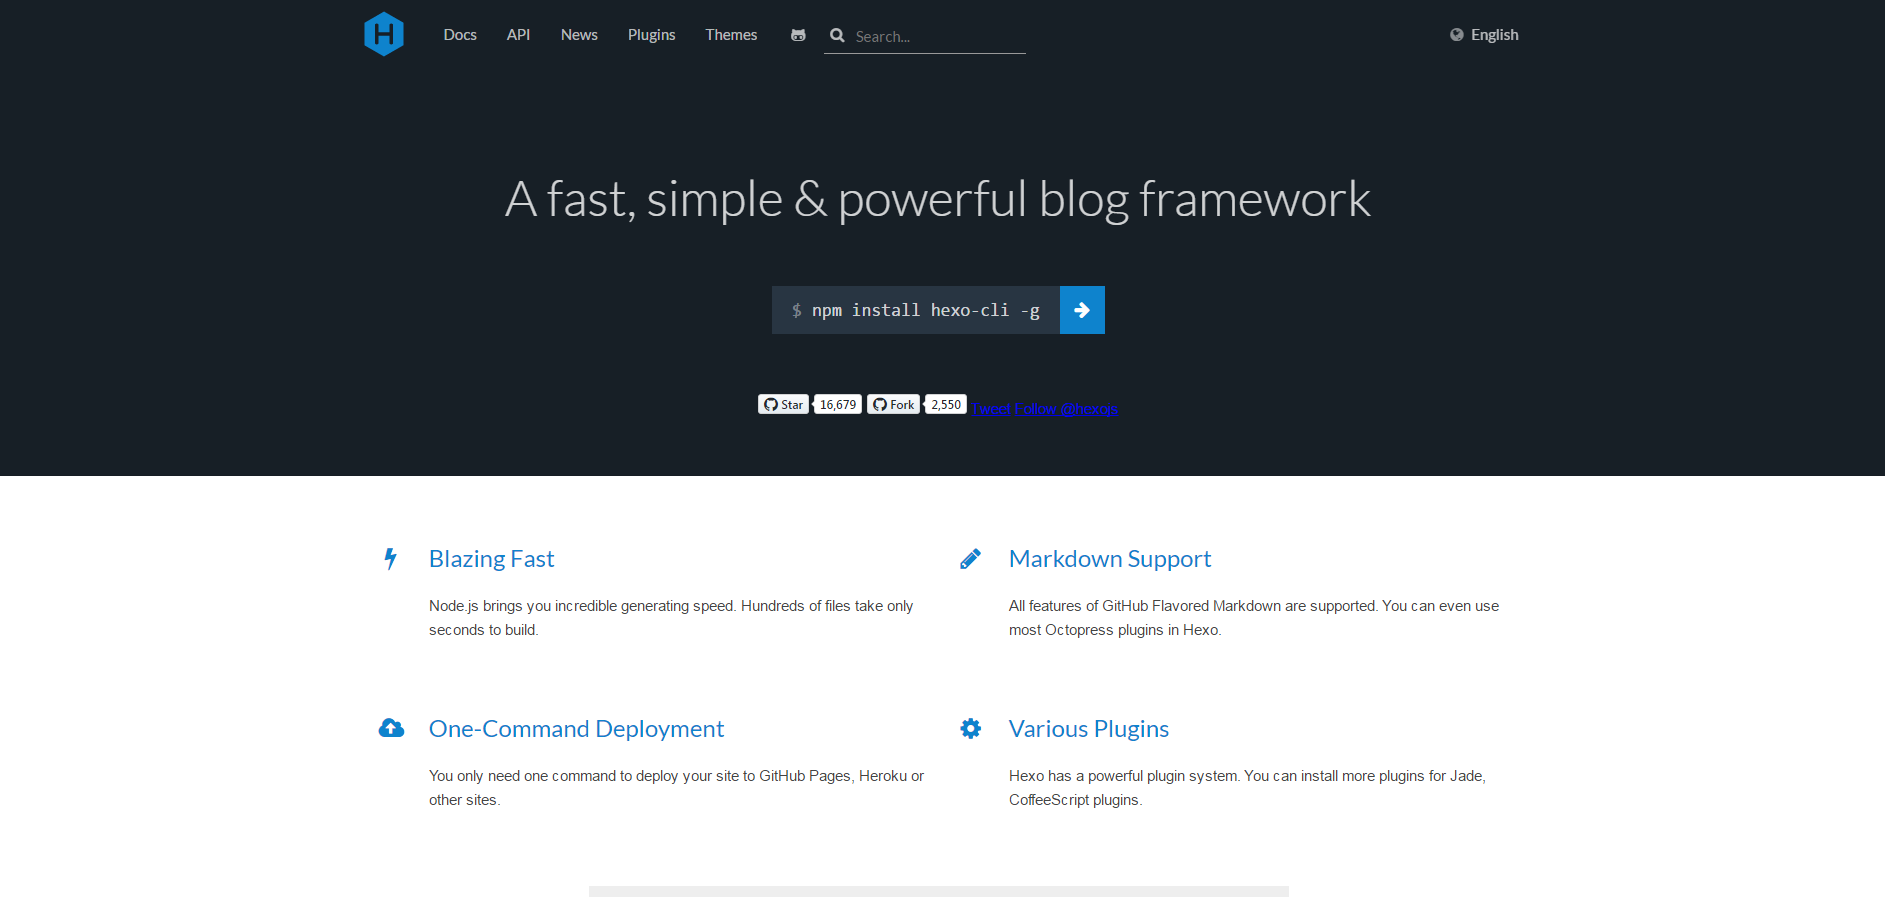 H
Docs API News Plugins Themes Search... English
A fast, simple & powerful blog framework
$ npm install hexo-cli -g
Star 16,679 Fork 2,550 Tweet Follow @hexojs
Blazing Fast
Node.js brings you incredible generating speed. Hundreds of files take only
seconds to build.
Markdown Support
All features of GitHub Flavored Markdown are supported. You can even use
most Octopress plugins in Hexo.
One-Command Deployment
You only need one command to deploy your site to GitHub Pages, Heroku or
other sites.
Various Plugins
Hexo has a powerful plugin system. You can install more plugins for Jade,
CoffeeScript plugins.